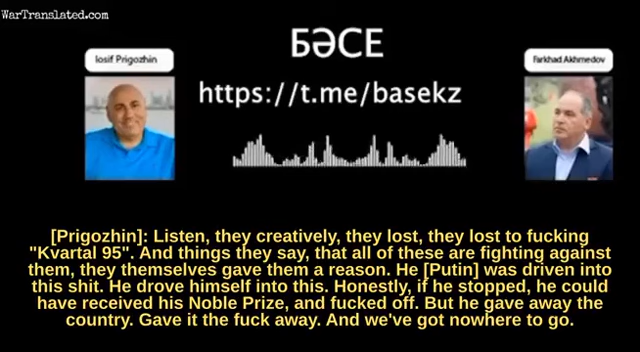 WarTranslated.com
БӘСЕ
Iosif Prigozhin
Farkhad Akhmedov
https://t.me/basekz
[Prigozhin]: Listen, they creatively, they lost, they lost to fucking
"Kvartal 95". And things they say, that all of these are fighting against
them, they themselves gave them a reason. He [Putin] was driven into
this shit. He drove himself into this. Honestly, if he stopped, he could
have received his Noble Prize, and fucked off. But he gave away the
country. Gave it the fuck away. And we've got nowhere to go.